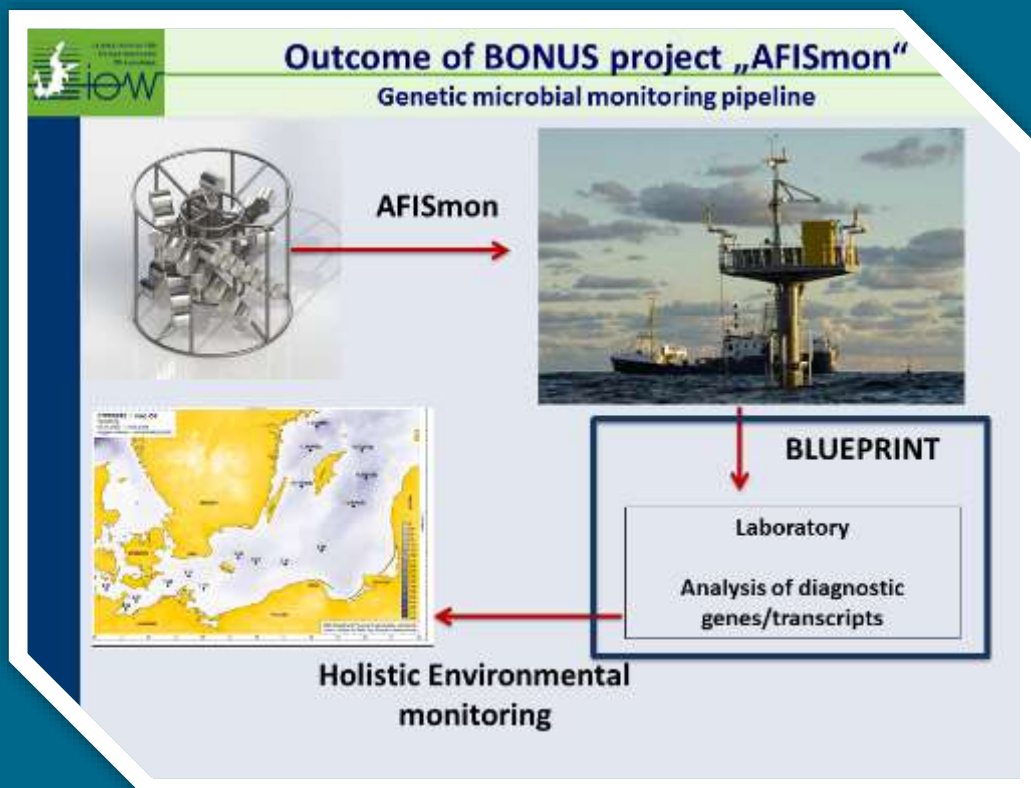 iow
Outcome of BONUS project „AFISmon“
Genetic microbial monitoring pipeline
AFISmon
BLUEPRINT
Laboratory
Analysis of diagnostic
genes/transcripts
Holistic Environmental
monitoring